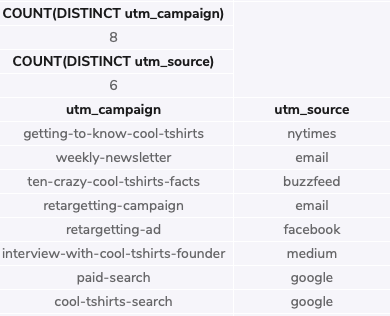 COUNT(DISTINCT utm_campaign)
8
COUNT(DISTINCT utm_source)
6
utm_campaign utm_source
getting-to-know-cool-tshirts nytimes
weekly-newsletter email
ten-crazy-cool-tshirts-facts buzzfeed
retargetting-campaign email
retargetting-ad facebook
interview-with-cool-tshirts-founder medium
paid-search google
cool-tshirts-search google